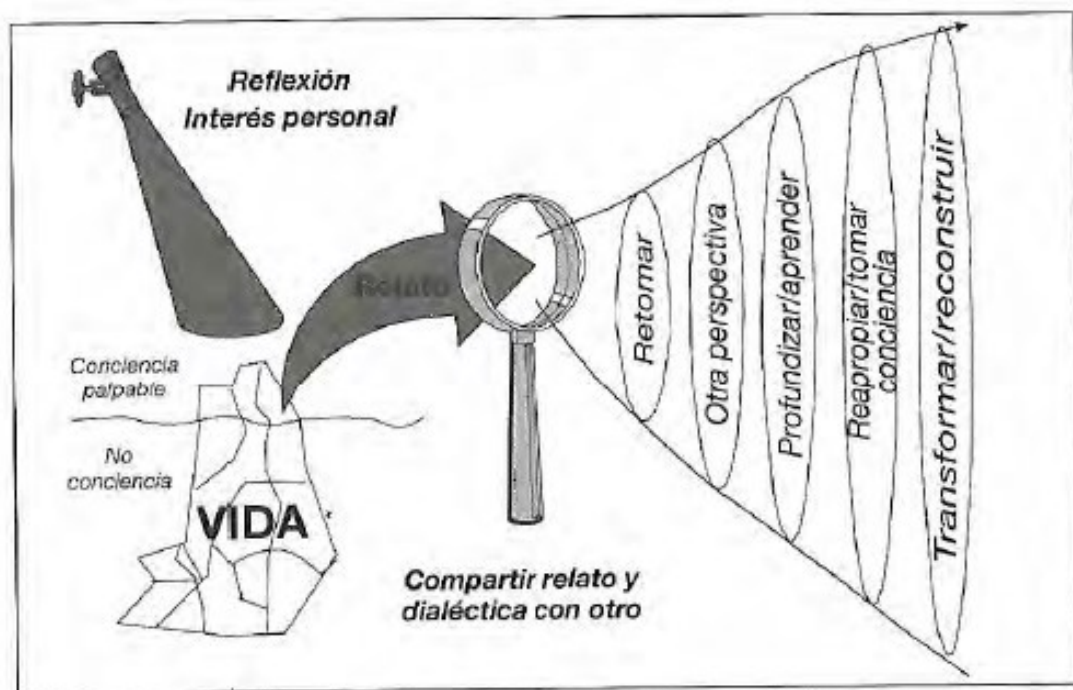 Reflexión
Interés personal
Relato
Conciencia
palpable
No
conciencia
VIDA
Compartir relato y
dialéctica con otro
Retomar
Otra perspectiva
Profundizar/aprender
Reapropiar/tomar
conciencia
Transformar/reconstruir